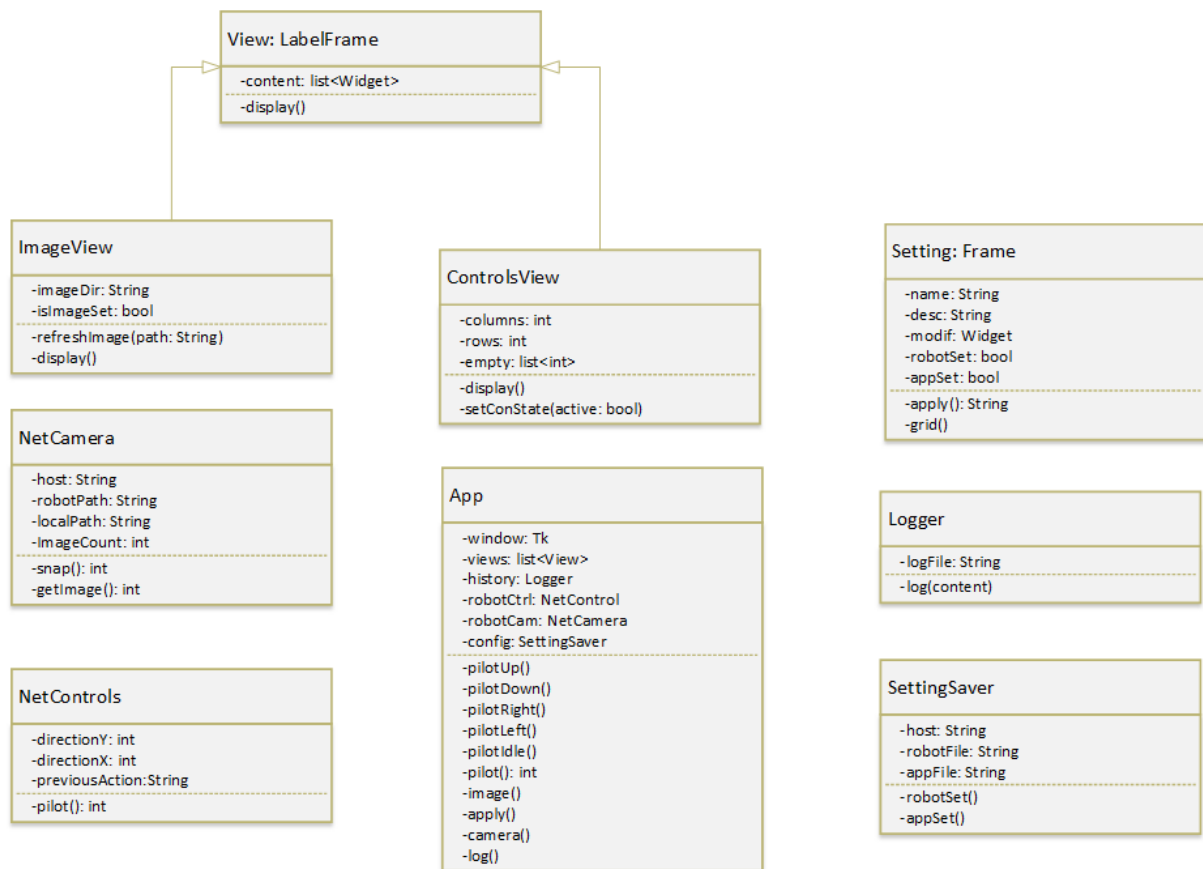 View: LabelFrame
-content: list<Widget>
-display()
ImageView
-imageDir: String
-isImageSet: bool
-refreshImage(path: String)
-display()
ControlsView
-columns: int
-rows: int
-empty: list<int>
-display()
-setConState(active: bool)
Setting: Frame
-name: String
-desc: String
-modif: Widget
-robotSet: bool
-appSet: bool
-apply(): String
-grid()
NetCamera
-host: String
-robotPath: String
-localPath: String
-ImageCount: int
-snap(): int
-getImage(): int
App
-window: Tk
-views: list<View>
-history: Logger
-robotCtrl: NetControl
-robotCam: NetCamera
-config: SettingSaver
-pilotUp()
-pilotDown()
-pilotRight()
-pilotLeft()
-pilotIdle()
-pilot(): int
-image()
-apply()
-camera()
-log()
Logger
-logFile: String
-log(content)
NetControls
-directionY: int
-directionX: int
-previousAction:String
-pilot(): int
SettingSaver
-host: String
-robotFile: String
-appFile: String
-robotSet()
-appSet()